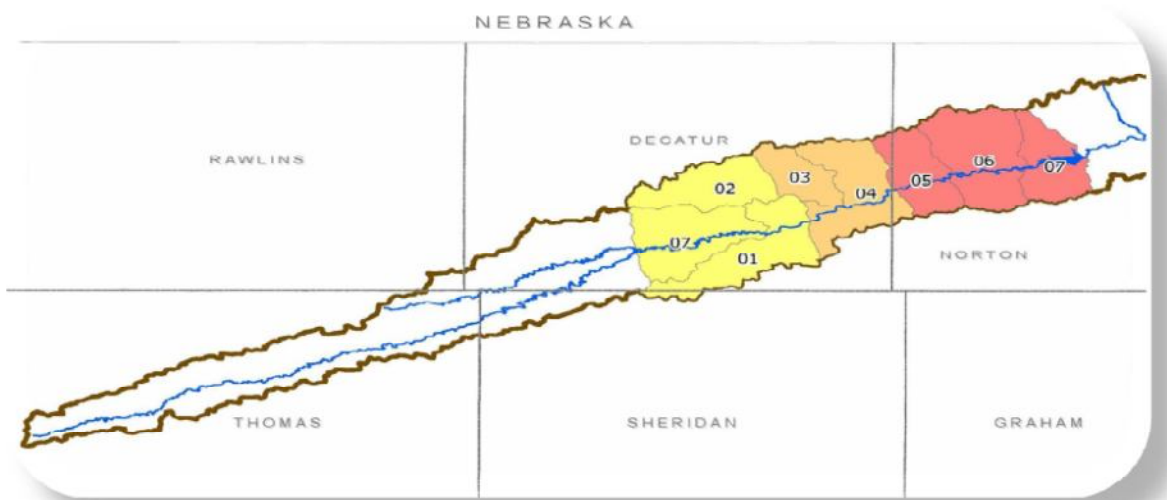 NEBRASKA
DECATUR
RAWLINS
03
06
07
02
05
04
07
01
NORTON
THOMAS
SHERIDAN
GRAHAM